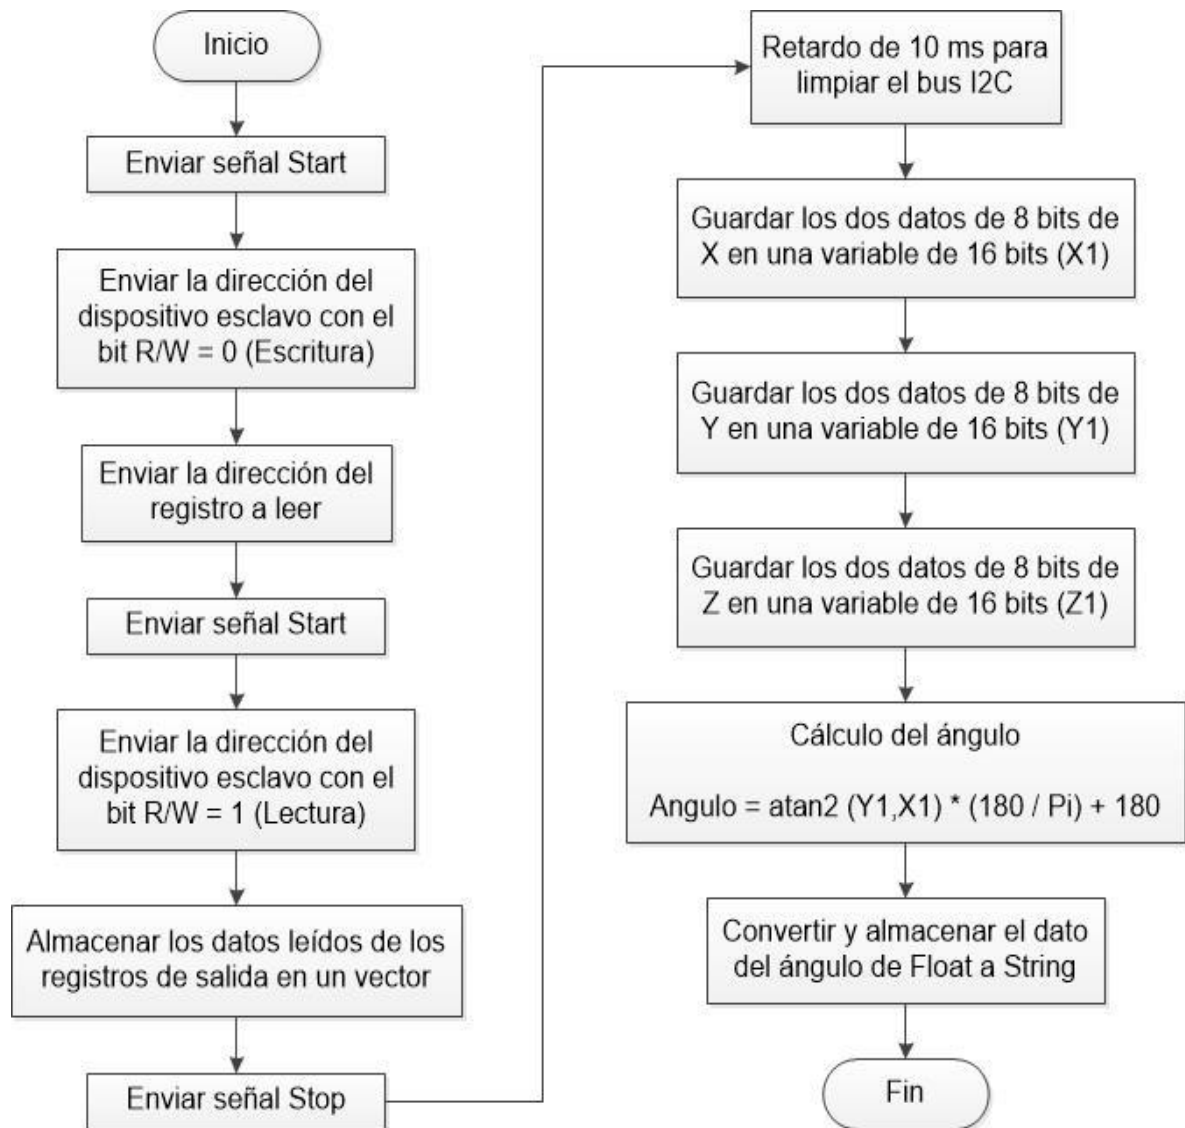 Inicio
Enviar señal Start
Enviar la dirección del
dispositivo esclavo con el
bit R/W = 0 (Escritura)
Enviar la dirección del
registro a leer
Enviar señal Start
Enviar la dirección del
dispositivo esclavo con el
bit R/W = 1 (Lectura)
Almacenar los datos leídos de los
registros de salida en un vector
Enviar señal Stop
Retardo de 10 ms para
limpiar el bus I2C
Guardar los dos datos de 8 bits de
X en una variable de 16 bits (X1)
Guardar los dos datos de 8 bits de
Y en una variable de 16 bits (Y1)
Guardar los dos datos de 8 bits de
Z en una variable de 16 bits (Z1)
Cálculo del ángulo
Angulo = atan2 (Y1,X1) * (180 / Pi) + 180
Convertir y almacenar el dato
del ángulo de Float a String
Fin